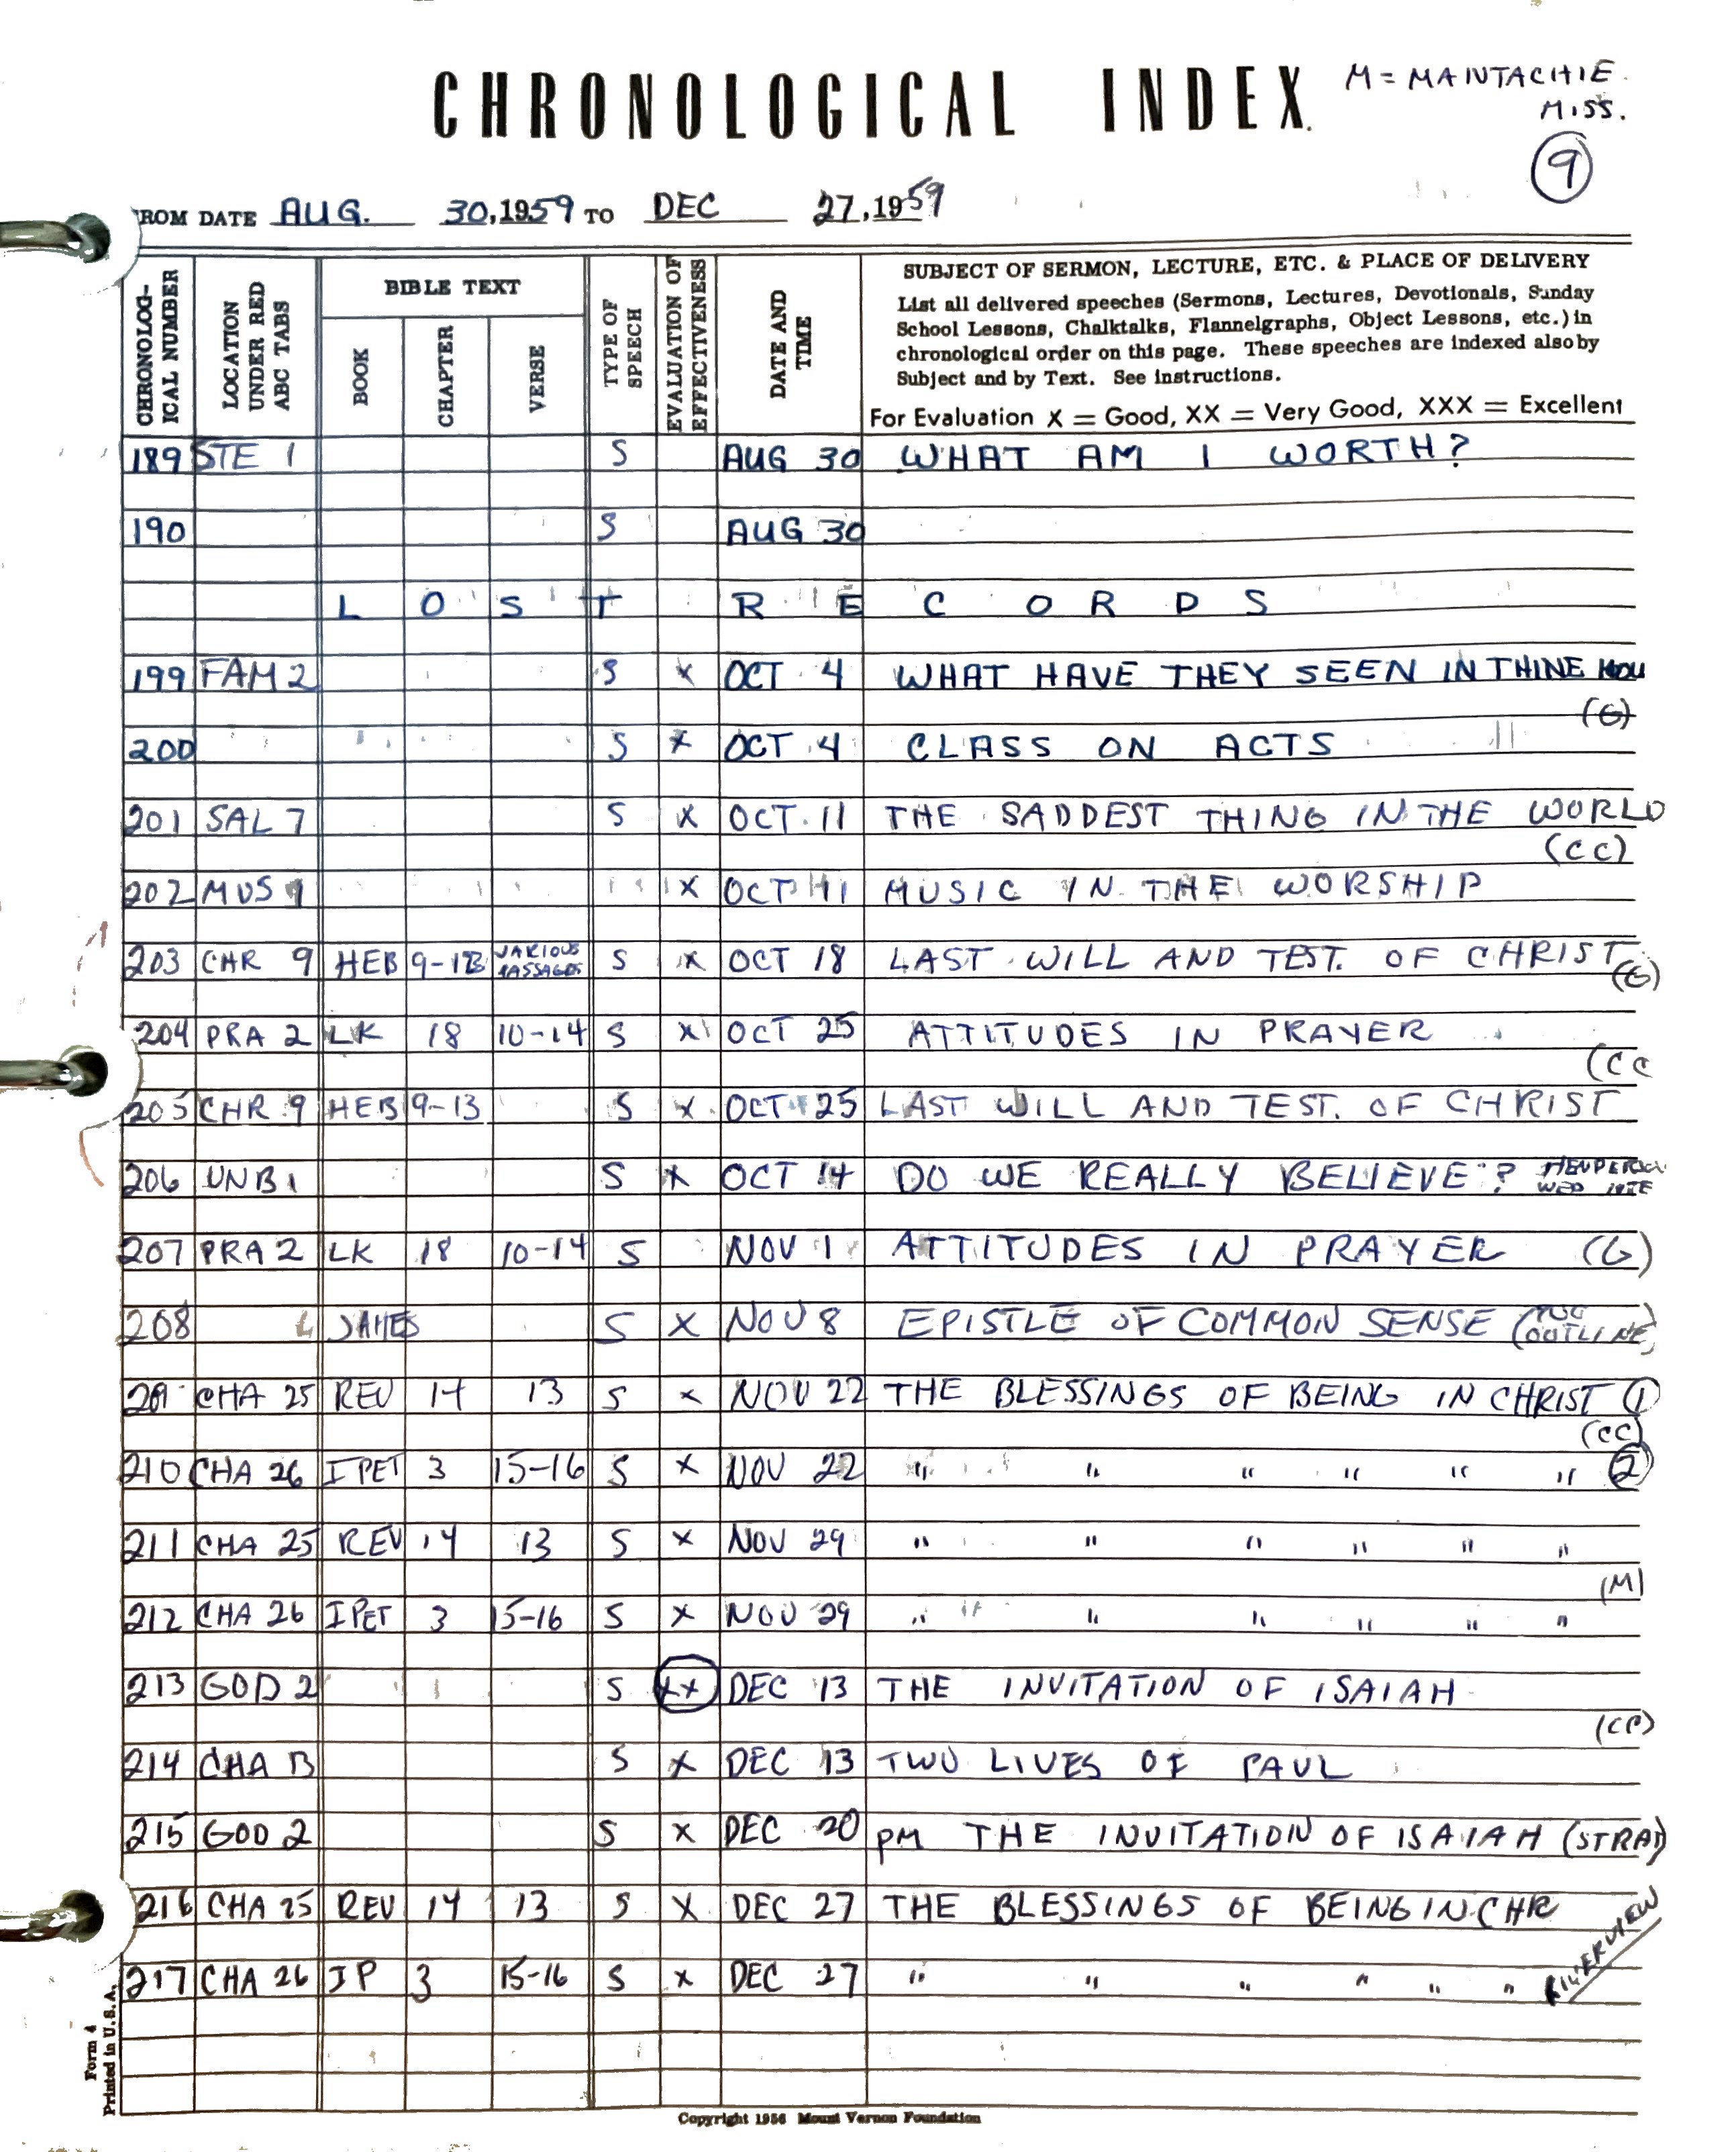 CHRONOLOGICAL INDEX.
M = MANTACHIE
MISS.
9
FROM DATE AUG. 30, 1959 TO DEC 27, 1959
CHRONOLOG-ICAL NUMBER
LOCATION UNDER RED ABC TABS
BIBLE TEXT
BOOK
CHAPTER
VERSE
TYPE OF SPEECH
EVALUATION OF EFFECTIVENESS
DATE AND TIME
SUBJECT OF SERMON, LECTURE, ETC. & PLACE OF DELIVERY
List all delivered speeches (Sermons, Lectures, Devotionals, Sunday
School Lessons, Chalktalks, Flannelgraphs, Object Lessons, etc.) in
chronological order on this page. These speeches are indexed also by
Subject and by Text. See instructions.
For Evaluation X = Good, XX = Very Good, XXX = Excellent
189 STE 1 S AUG 30 WHAT AM I WORTH?
190 S AUG 30
LOST RECORDS
199 FAM 2 S X OCT 4 WHAT HAVE THEY SEEN IN THINE
(G)
200 S X OCT 4 CLASS ON ACTS
201 SAL 7 S X OCT 11 THE SADDEST THING IN THE WORLD
(CC)
202 MUS 1 X OCT 11 MUSIC IN THE WORSHIP
203 CHR 9 HEB 9-13 VARIOUS PASSAGES S X OCT 18 LAST WILL AND TEST. OF CHRIST
(G)
204 PRA 2 LK 18 10-14 S X OCT 25 ATTITUDES IN PRAYER
(CC
205 CHR 9 HEB 9-13 S X OCT 25 LAST WILL AND TEST. OF CHRIST
206 UNB 1 S X OCT 14 DO WE REALLY BELIEVE? WED
207 PRA 2 LK 18 10-14 S NOV 1 ATTITUDES IN PRAYER (G)
208 JAMES S X NOV 8 EPISTLE OF COMMON SENSE (OUTLINE)
209 CHA 25 REV 14 13 S X NOV 22 THE BLESSINGS OF BEING IN CHRIST 1
(CC)
210 CHA 26 I PET 3 15-16 S X NOV 22 " " " " " " 2
211 CHA 25 REV 14 13 S X NOV 29 " " " " " "
(M)
212 CHA 26 I PET 3 15-16 S X NOV 29 " " " " " "
213 GOD 2 S XX DEC 13 THE INVITATION OF ISAIAH
(CP)
214 CHA 13 S X DEC 13 TWO LIVES OF PAUL
215 GOD 2 S X DEC 20 PM THE INVITATION OF ISAIAH (STRAD)
216 CHA 25 REV 14 13 S X DEC 27 THE BLESSINGS OF BEING IN CHR
217 CHA 26 I P 3 15-16 S X DEC 27 " " " " " " RIVERVIEW
Form 4
Printed in U.S.A.
Copyright 1956 Mount Vernon Foundation